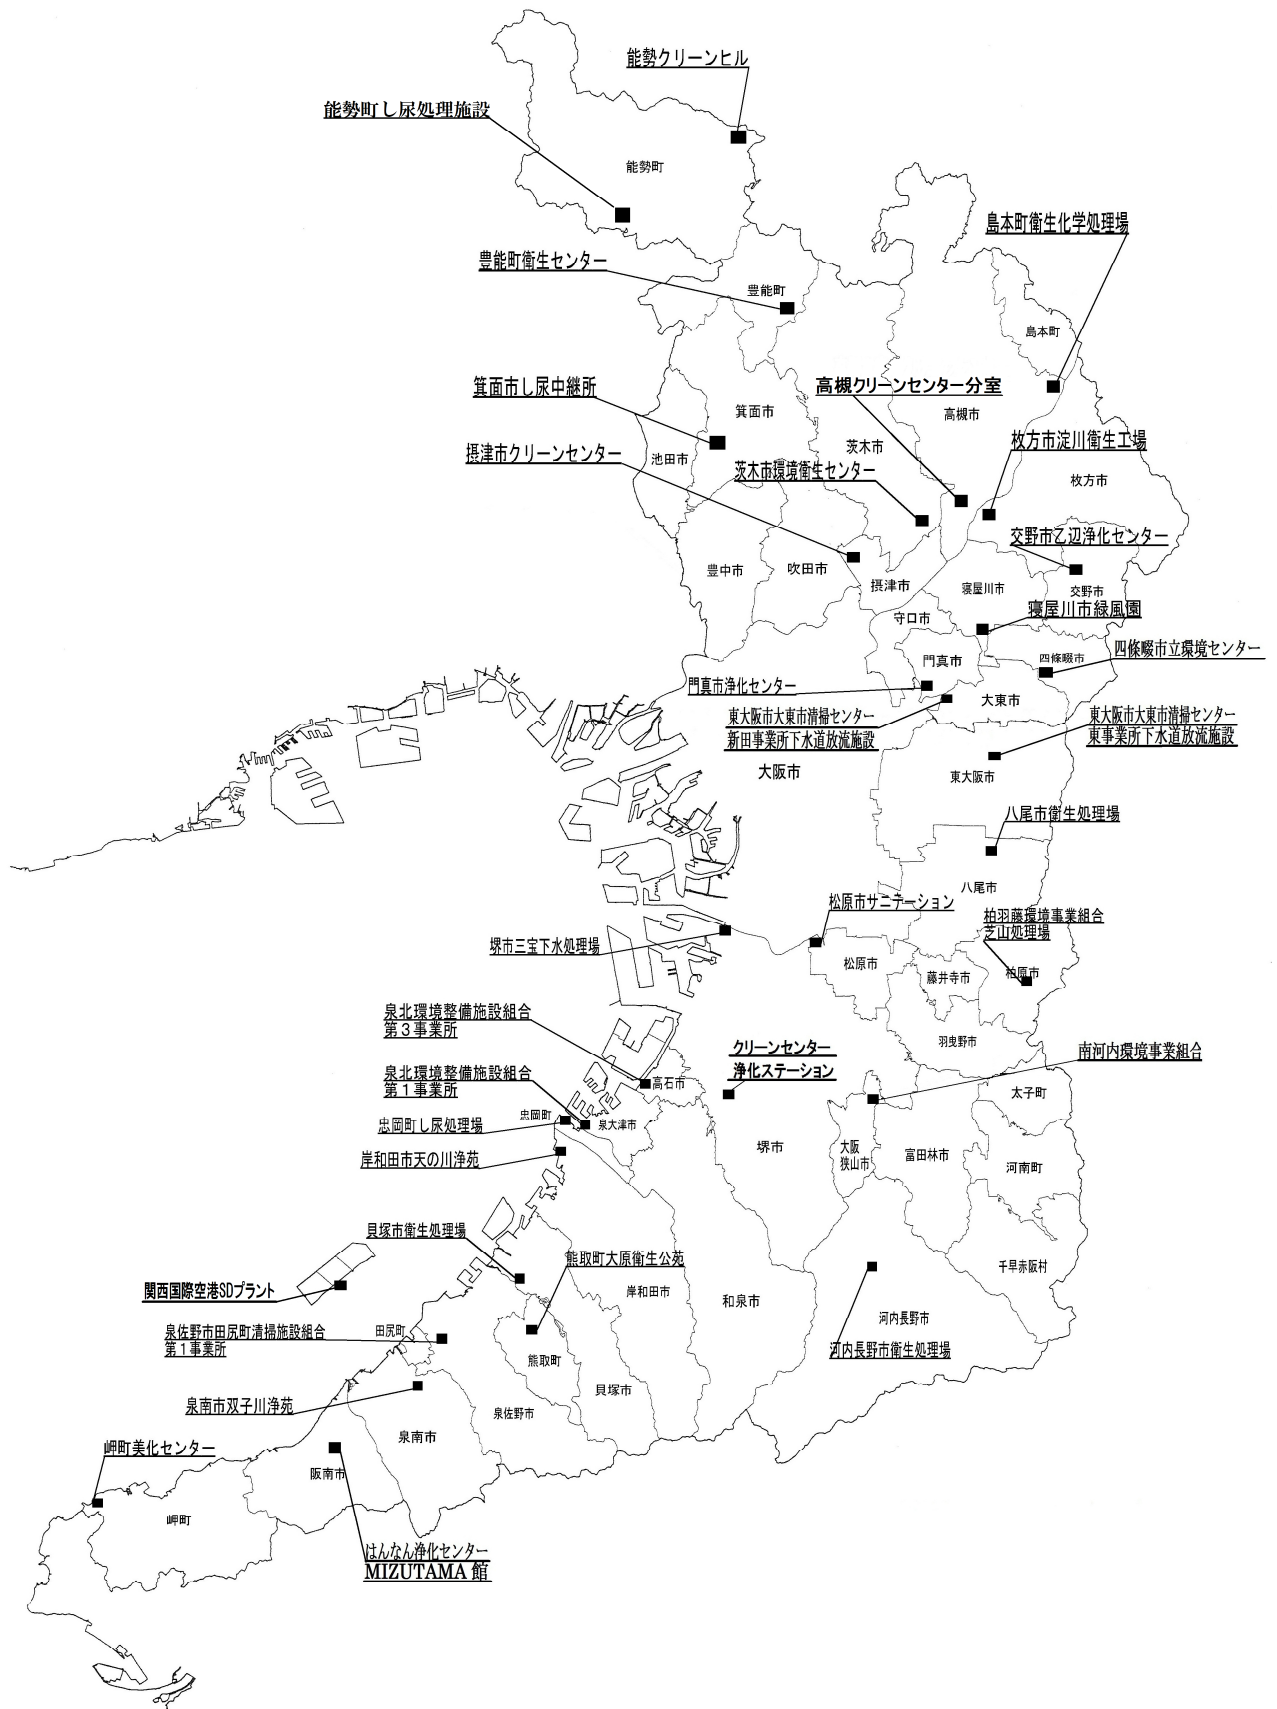 能勢クリーンヒル
能勢町し尿処理施設
能勢町
島本町衛生化学処理場
豊能町衛生センター
豊能町
島本町
箕面市し尿中継所
高槻クリーンセンター分室
箕面市
高槻市
摂津市クリーンセンター
池田市
茨木市
枚方市淀川衛生工場
茨木市環境衛生センター
枚方市
交野市乙辺浄化センター
豊中市
吹田市
摂津市
寝屋川市
交野市
守口市
寝屋川市緑風園
門真市
四條畷市
四條畷市立環境センター
門真市浄化センター
大東市
東大阪市大東市清掃センター
新田事業所下水道放流施設
東大阪市大東市清掃センター
東事業所下水道放流施設
大阪市
東大阪市
八尾市衛生処理場
八尾市
松原市サニテーション
柏羽藤環境事業組合
芝山処理場
堺市三宝下水処理場
松原市
藤井寺市
柏原市
泉北環境整備施設組合
第3事業所
羽曳野市
クリーンセンター
浄化ステーション
南河内環境事業組合
泉北環境整備施設組合
第1事業所
高石市
太子町
忠岡町
忠岡町し尿処理場
泉大津市
堺市
大阪
狭山市
富田林市
河南町
岸和田市天の川浄苑
貝塚市衛生処理場
熊取町大原衛生公苑
千早赤阪村
関西国際空港SDプラント
岸和田市
和泉市
河内長野市
河内長野市衛生処理場
泉佐野市田尻町清掃施設組合
第1事業所
田尻町
熊取町
貝塚市
泉南市双子川浄苑
泉佐野市
泉南市
岬町美化センター
阪南市
岬町
はんなん浄化センター
MIZUTAMA館